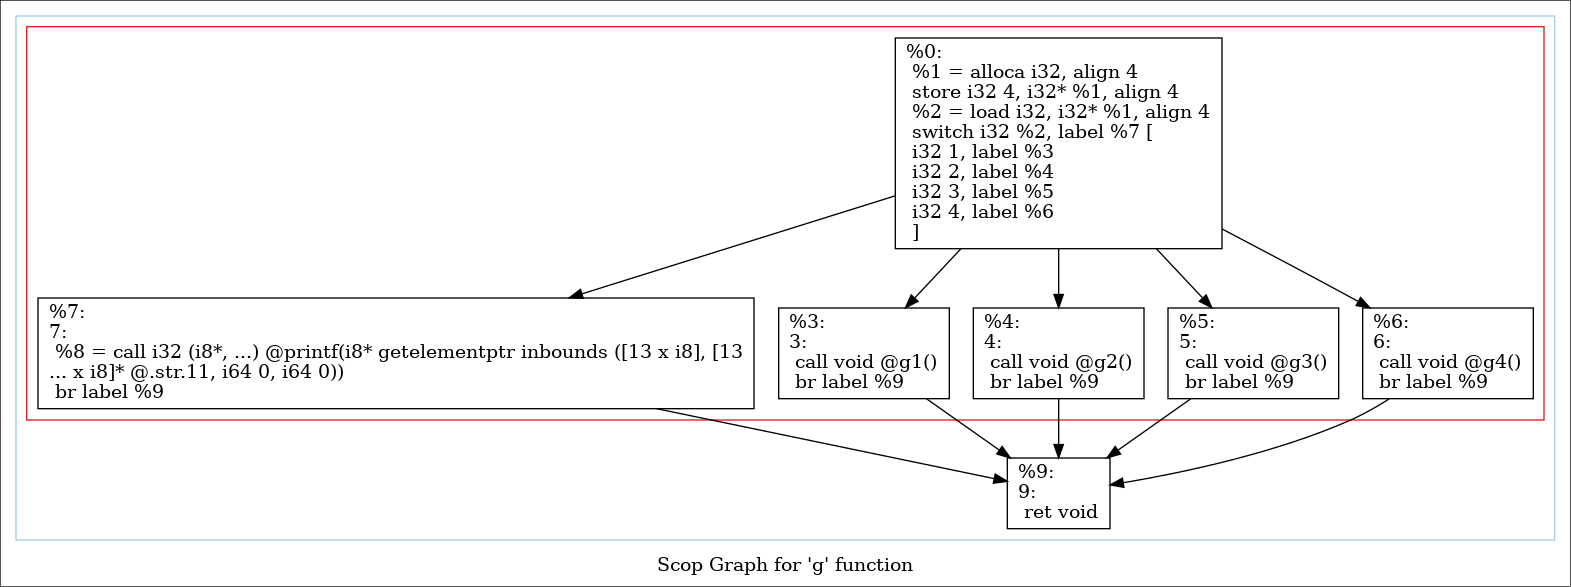 %0:
%1 = alloca i32, align 4
store i32 4, i32* %1, align 4
%2 = load i32, i32* %1, align 4
switch i32 %2, label %7 [
i32 1, label %3
i32 2, label %4
i32 3, label %5
i32 4, label %6
]
%7:
7:
%8 = call i32 (i8*, ...) @printf(i8* getelementptr inbounds ([13 x i8], [13
... x i8]* @.str.11, i64 0, i64 0))
br label %9
%3:
3:
call void @g1()
br label %9
%4:
4:
call void @g2()
br label %9
%5:
5:
call void @g3()
br label %9
%6:
6:
call void @g4()
br label %9
%9:
9:
ret void
Scop Graph for 'g' function